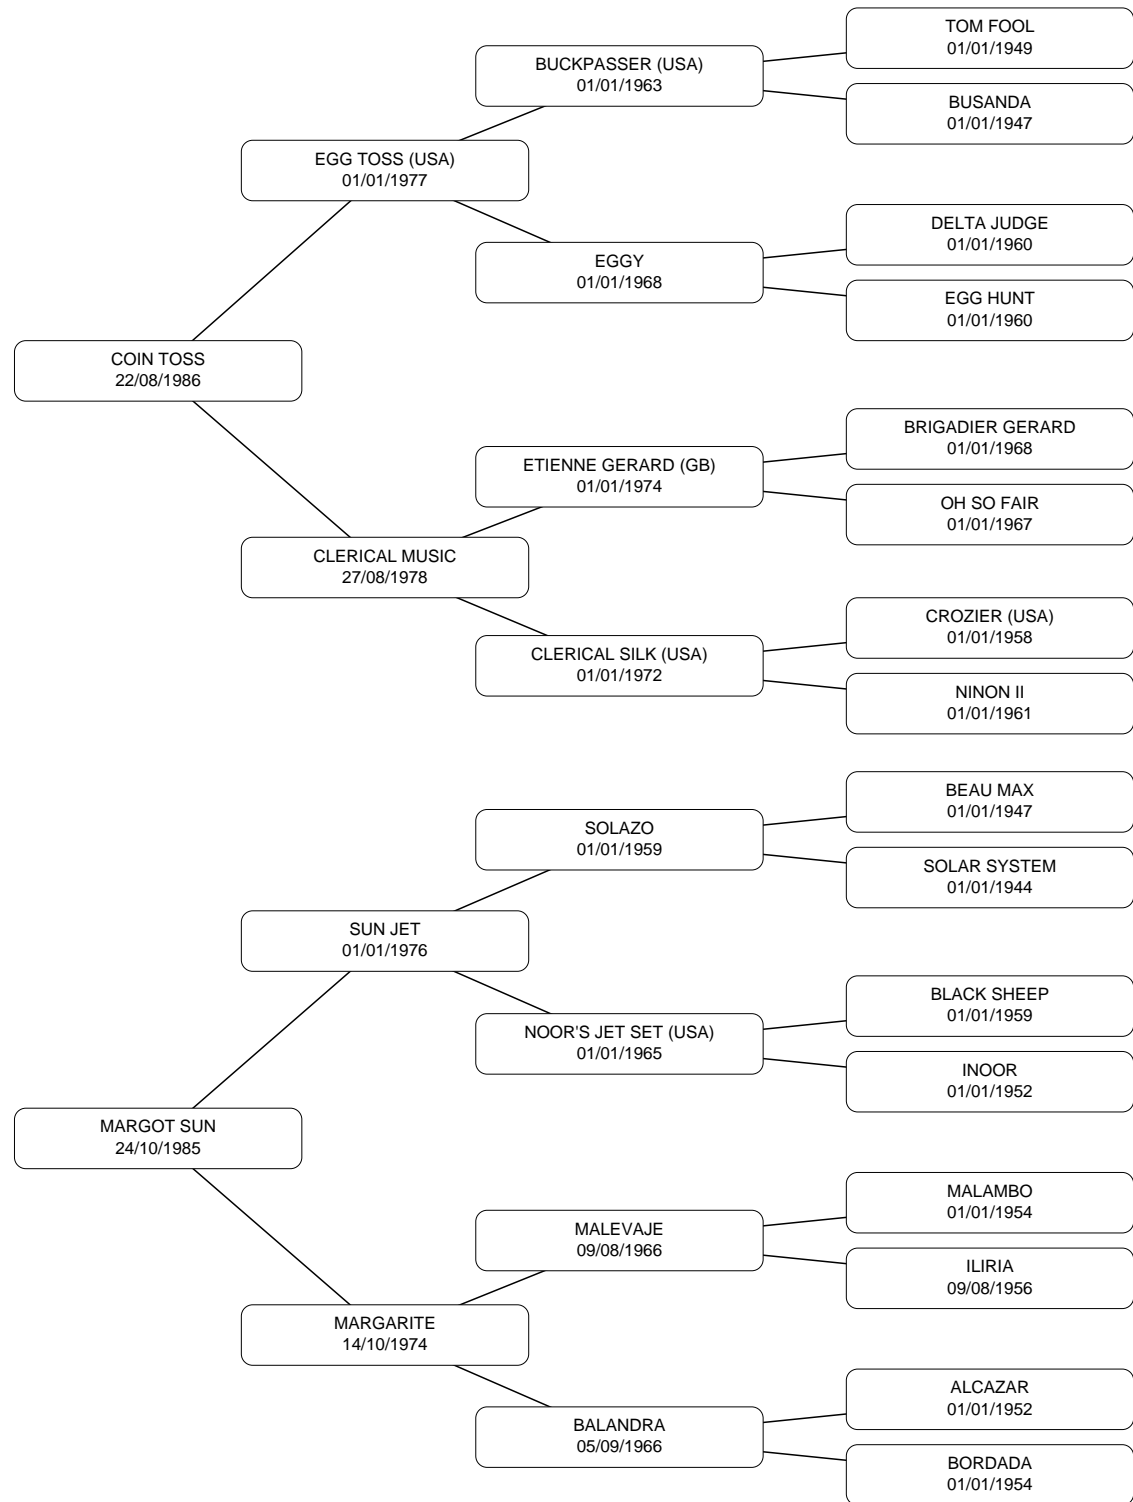 TOM FOOL
01/01/1949
BUCKPASSER (USA)
01/01/1963
BUSANDA
01/01/1947
EGG TOSS (USA)
01/01/1977
DELTA JUDGE
01/01/1960
EGGY
01/01/1968
EGG HUNT
01/01/1960
COIN TOSS
22/08/1986
BRIGADIER GERARD
01/01/1968
ETIENNE GERARD (GB)
01/01/1974
OH SO FAIR
01/01/1967
CLERICAL MUSIC
27/08/1978
CROZIER (USA)
01/01/1958
CLERICAL SILK (USA)
01/01/1972
NINON II
01/01/1961
BEAU MAX
01/01/1947
SOLAZO
01/01/1959
SOLAR SYSTEM
01/01/1944
SUN JET
01/01/1976
BLACK SHEEP
01/01/1959
NOOR'S JET SET (USA)
01/01/1965
INOOR
01/01/1952
MARGOT SUN
24/10/1985
MALAMBO
01/01/1954
MALEVAJE
09/08/1966
ILIRIA
09/08/1956
MARGARITE
14/10/1974
ALCAZAR
01/01/1952
BALANDRA
05/09/1966
BORDADA
01/01/1954